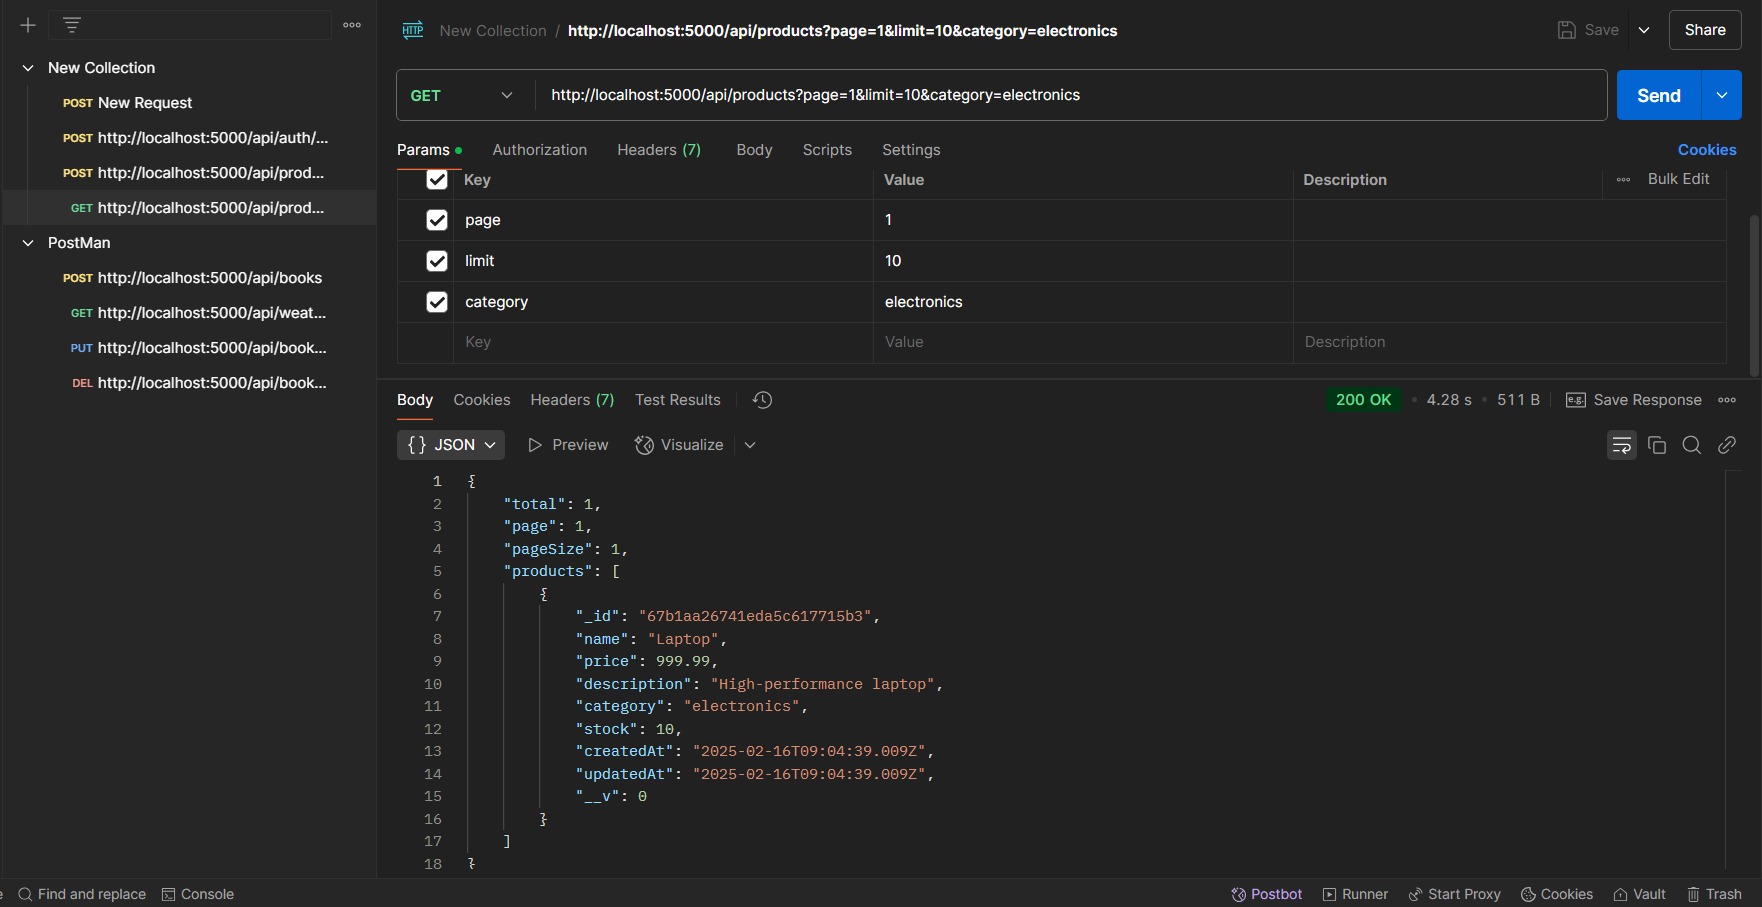 New Collection
POST New Request
POST http://localhost:5000/api/auth/...
POST http://localhost:5000/api/prod...
GET http://localhost:5000/api/prod...
PostMan
POST http://localhost:5000/api/books
GET http://localhost:5000/api/weat...
PUT http://localhost:5000/api/book...
DEL http://localhost:5000/api/book...
HTTP New Collection / http://localhost:5000/api/products?page=1&limit=10&category=electronics
Save Share
GET http://localhost:5000/api/products?page=1&limit=10&category=electronics Send
Params Authorization Headers (7) Body Scripts Settings Cookies
Key Value Description Bulk Edit
page 1
limit 10
category electronics
Key Value Description
Body Cookies Headers (7) Test Results 200 OK 4.28 s 511 B e.g. Save Response
{} JSON Preview Visualize
1 {
2 "total": 1,
3 "page": 1,
4 "pageSize": 1,
5 "products": [
6 {
7 "_id": "67b1aa26741eda5c617715b3",
8 "name": "Laptop",
9 "price": 999.99,
10 "description": "High-performance laptop",
11 "category": "electronics",
12 "stock": 10,
13 "createdAt": "2025-02-16T09:04:39.009Z",
14 "updatedAt": "2025-02-16T09:04:39.009Z",
15 "__v": 0
16 }
17 ]
18 }
Find and replace Console Postbot Runner Start Proxy Cookies Vault Trash